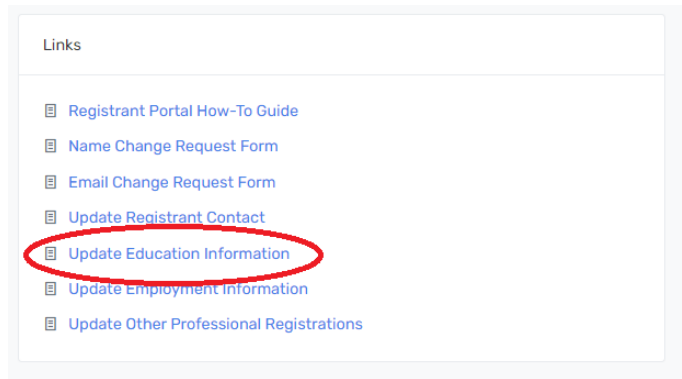 Links
Registrant Portal How-To Guide
Name Change Request Form
Email Change Request Form
Update Registrant Contact
Update Education Information
Update Employment Information
Update Other Professional Registrations